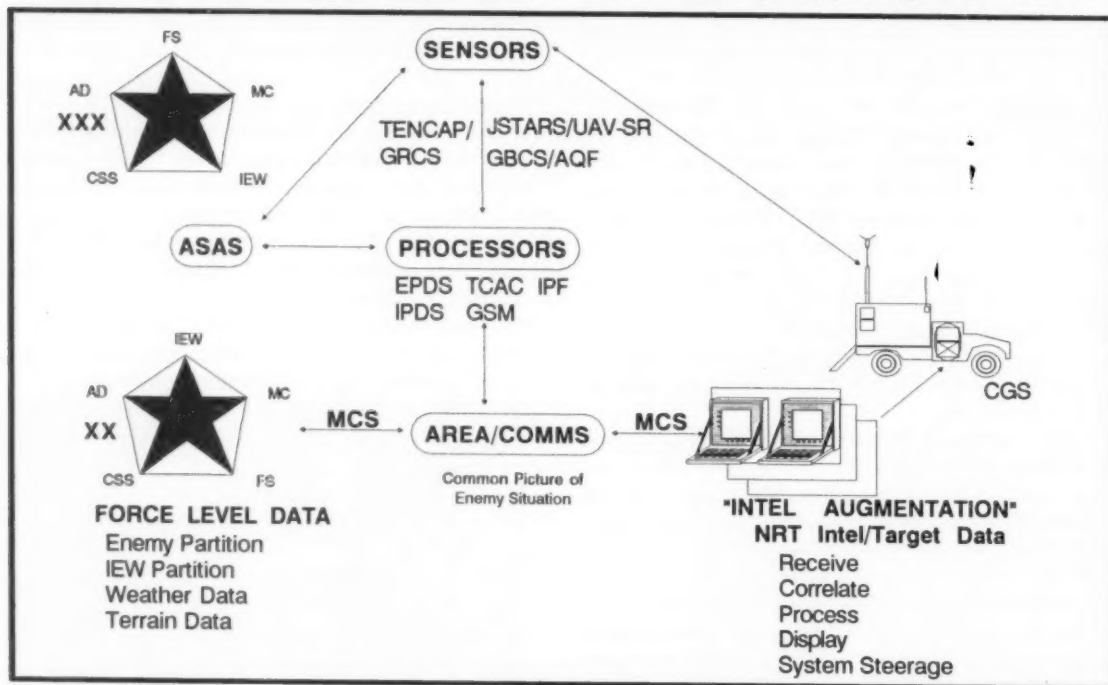 FS
AD
MC
XXX
CSS
IEW
SENSORS
TENCAP/
GRCS
JSTARS/UAV-SR
GBCS/AQF
ASAS
PROCESSORS
EPDS TCAC IPF
IPDS GSM
IEW
AD
MC
XX
CSS
FS
MCS
AREA/COMMS
MCS
Common Picture of
Enemy Situation
CGS
FORCE LEVEL DATA
Enemy Partition
IEW Partition
Weather Data
Terrain Data
"INTEL AUGMENTATION"
NRT Intel/Target Data
Receive
Correlate
Process
Display
System Steerage